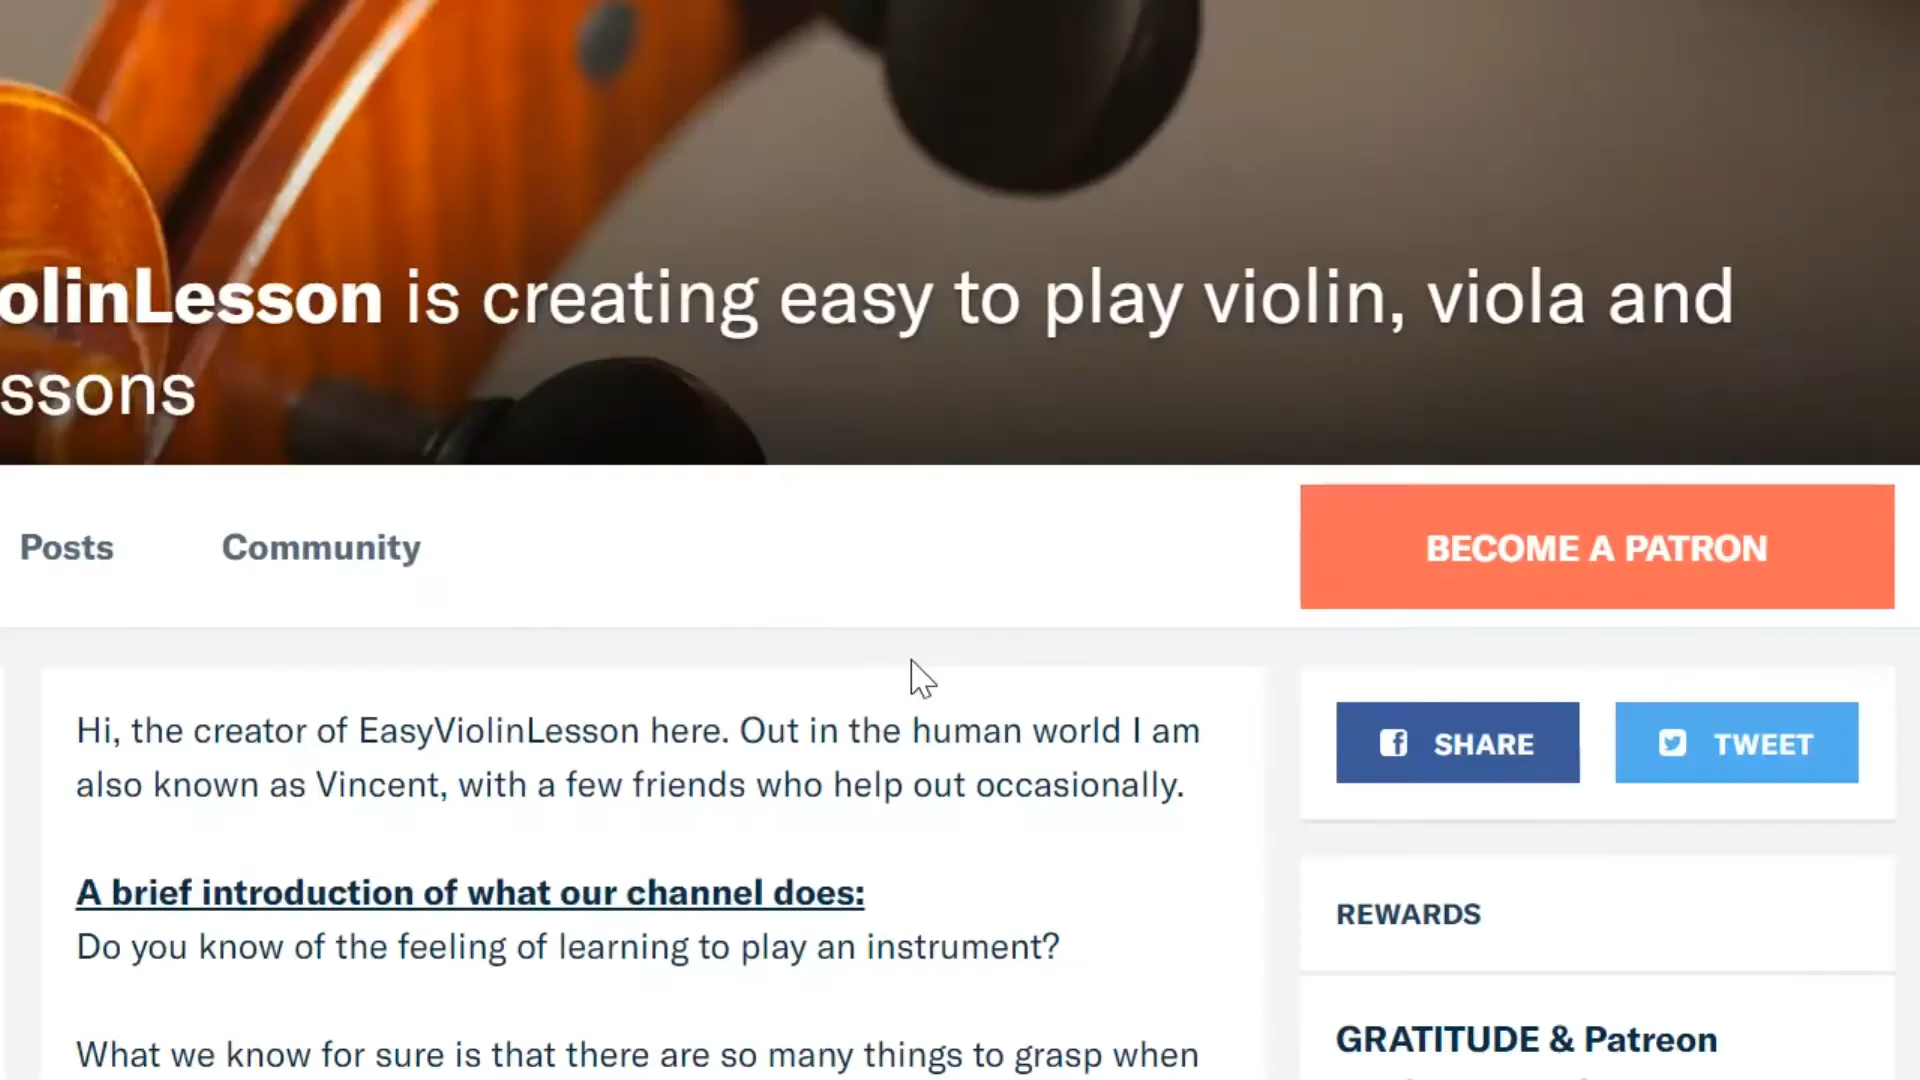 olinLesson is creating easy to play violin, viola and
ssons
Posts Community BECOME A PATRON
Hi, the creator of EasyViolinLesson here. Out in the human world I am
also known as Vincent, with a few friends who help out occasionally.
A brief introduction of what our channel does:
Do you know of the feeling of learning to play an instrument?
What we know for sure is that there are so many things to grasp when
SHARE TWEET
REWARDS
GRATITUDE & Patreon